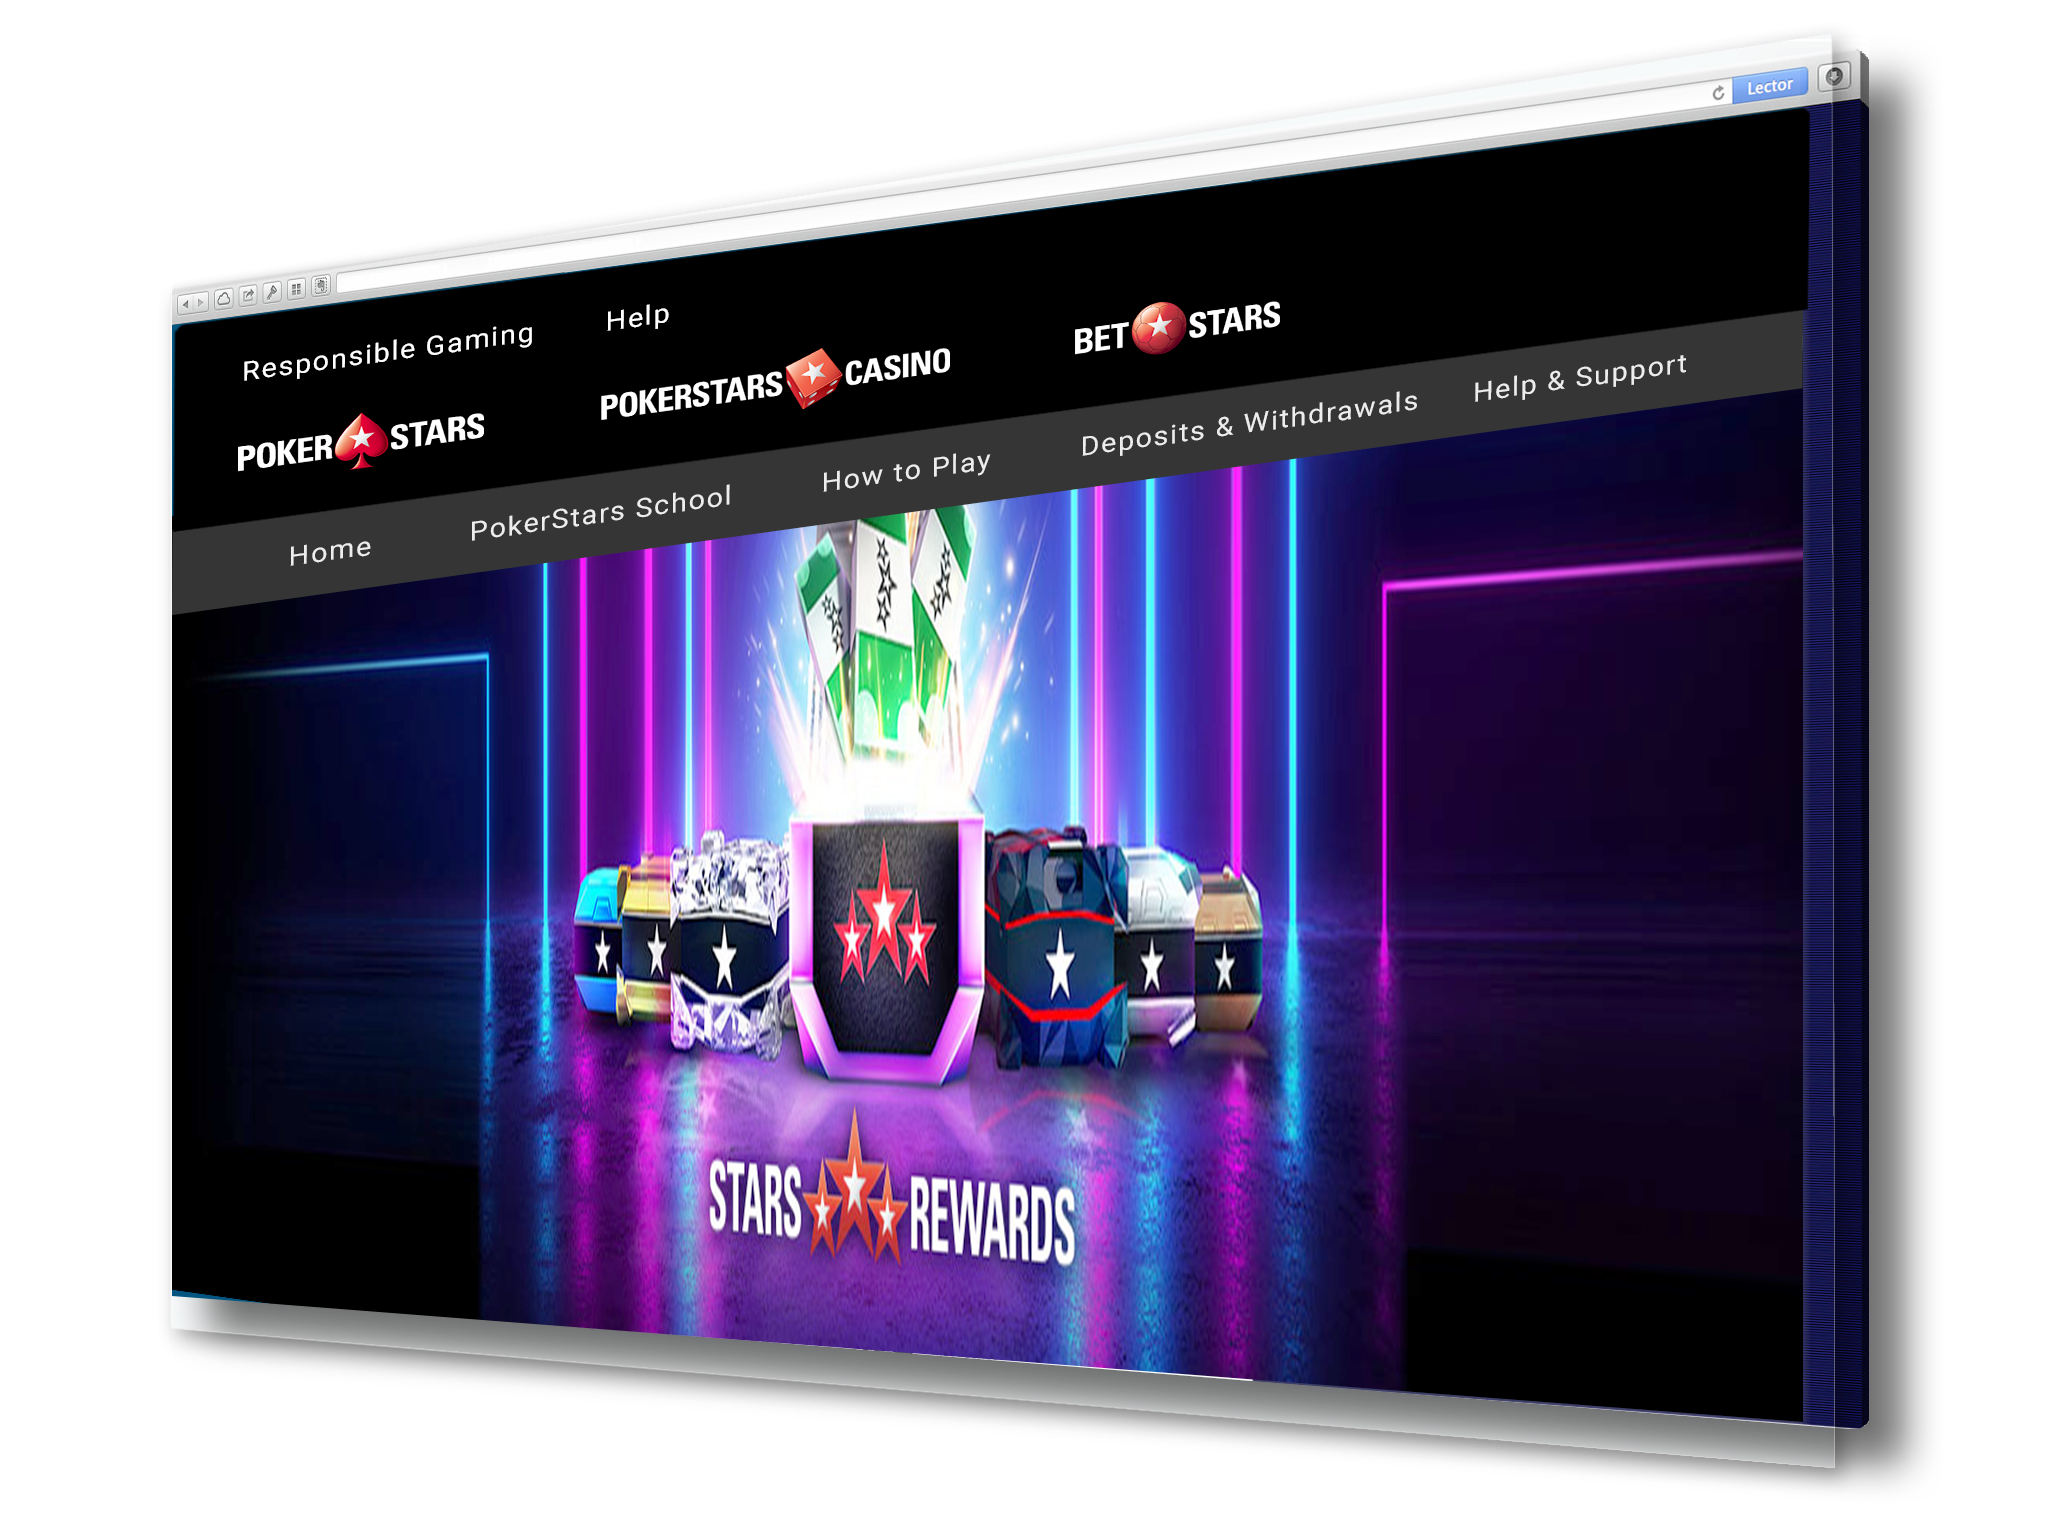 Lector
Responsible Gaming Help
POKER STARS POKERSTARS CASINO BET STARS
Home PokerStars School How to Play Deposits & Withdrawals Help & Support
STARS REWARDS